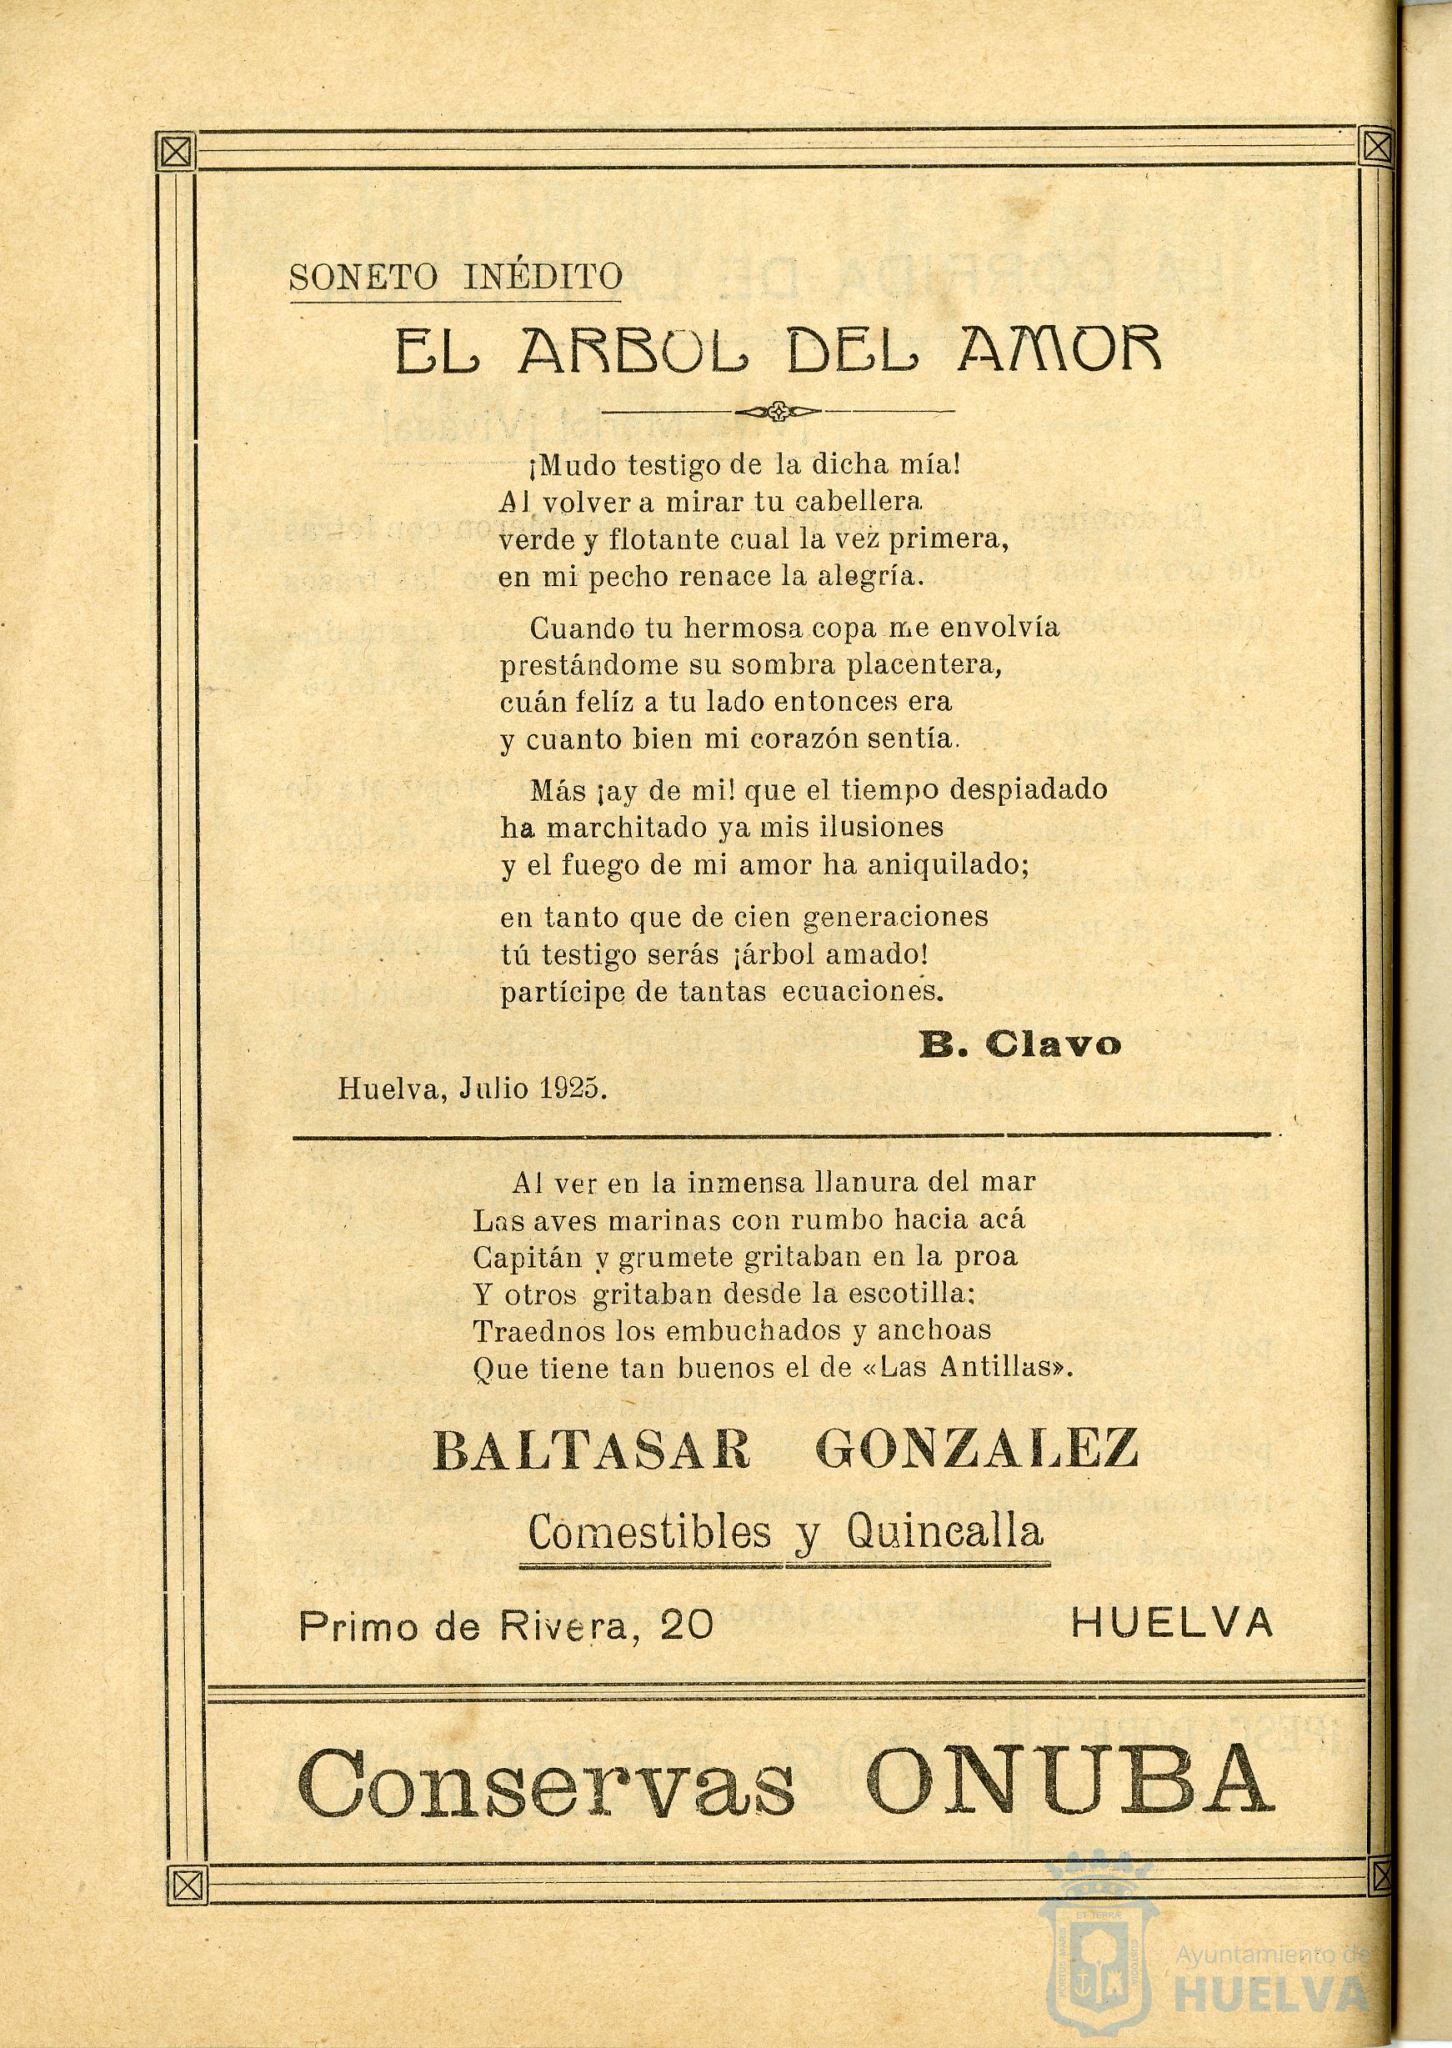 SONETO INÉDITO
EL ARBOL DEL AMOR
¡Mudo testigo de la dicha mía!
Al volver a mirar tu cabellera
verde y flotante cual la vez primera,
en mi pecho renace la alegría.
Cuando tu hermosa copa me envolvía
prestándome su sombra placentera,
cuán felíz a tu lado entonces era
y cuanto bien mi corazón sentía.
Más ¡ay de mi! que el tiempo despiadado
ha marchitado ya mis ilusiones
y el fuego de mi amor ha aniquilado;
en tanto que de cien generaciones
tú testigo serás ¡árbol amado!
partícipe de tantas ecuaciones.
B. Clavo
Huelva, Julio 1925.
Al ver en la inmensa llanura del mar
Las aves marinas con rumbo hacia acá
Capitán y grumete gritaban en la proa
Y otros gritaban desde la escotilla:
Traednos los embuchados y anchoas
Que tiene tan buenos el de «Las Antillas».
BALTASAR GONZALEZ
Comestibles y Quincalla
Primo de Rivera, 20 HUELVA
Conservas ONUBA
Ayuntamiento de
HUELVA